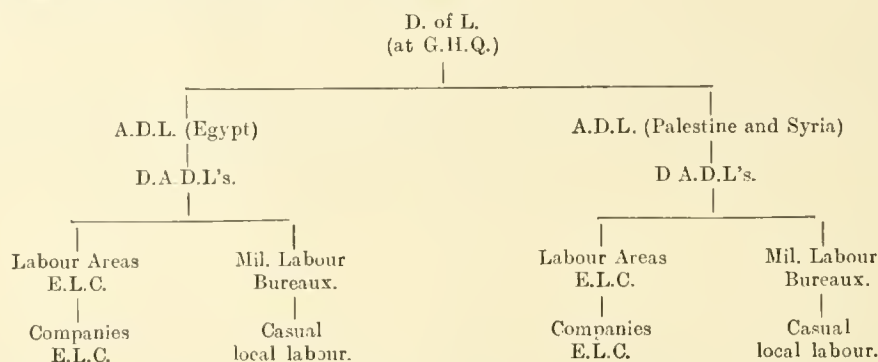 D. of L.
(at G.H.Q.)
A.D.L. (Egypt)
A.D.L. (Palestine and Syria)
D.A.D.L's.
D A.D.L's.
Labour Areas
E.L.C.
Mil. Labour
Bureaux.
Labour Areas
E.L.C.
Mil. Labour
Bureaux.
Companies
E.L.C.
Casual
local labour.
Companies
E.L.C.
Casual
local labour.